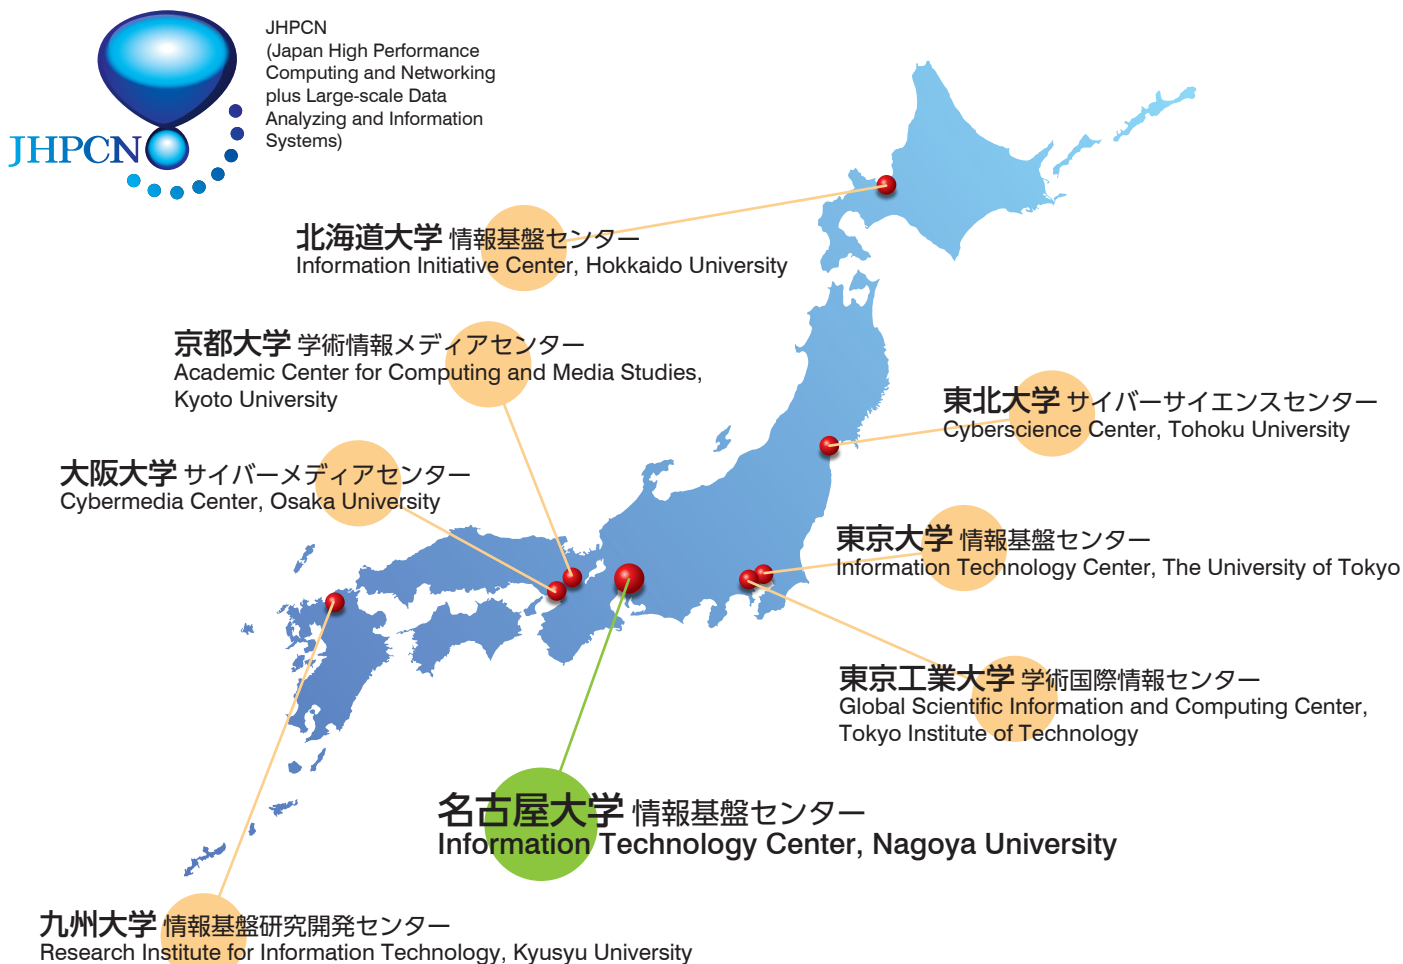 JHPCN
(Japan High Performance
Computing and Networking
plus Large-scale Data
Analyzing and Information
Systems)
JHPCN
北海道大学 情報基盤センター
Information Initiative Center, Hokkaido University
京都大学 学術情報メディアセンター
Academic Center for Computing and Media Studies,
Kyoto University
東北大学 サイバーサイエンスセンター
Cyberscience Center, Tohoku University
大阪大学 サイバーメディアセンター
Cybermedia Center, Osaka University
東京大学 情報基盤センター
Information Technology Center, The University of Tokyo
東京工業大学 学術国際情報センター
Global Scientific Information and Computing Center,
Tokyo Institute of Technology
名古屋大学 情報基盤センター
Information Technology Center, Nagoya University
九州大学 情報基盤研究開発センター
Research Institute for Information Technology, Kyusyu University